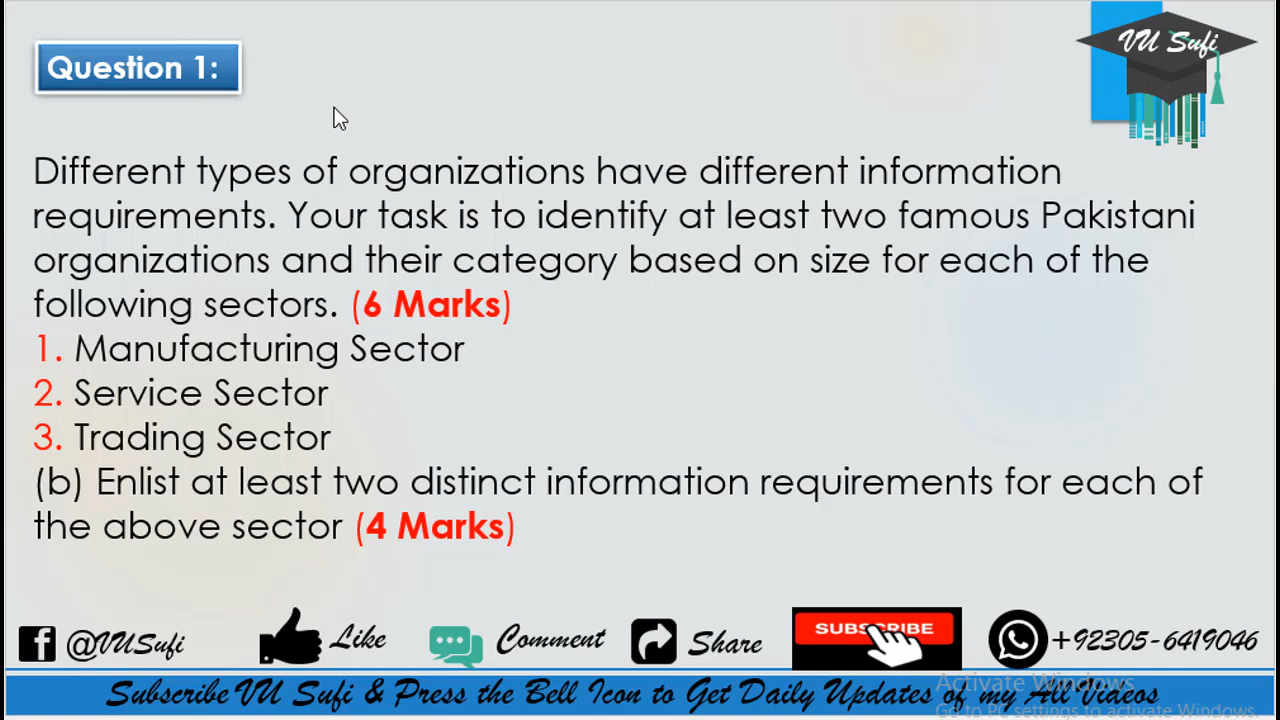 VU Sufi
Question 1:
Different types of organizations have different information
requirements. Your task is to identify at least two famous Pakistani
organizations and their category based on size for each of the
following sectors. (6 Marks)
1. Manufacturing Sector
2. Service Sector
3. Trading Sector
(b) Enlist at least two distinct information requirements for each of
the above sector (4 Marks)
@VUSufi Like Comment Share SUBSCRIBE +92305-6419046
Activate Windows
Subscribe VU Sufi & Press the Bell Icon to Get Daily Updates of my All Videos
Go to PC settings to activate Windows.